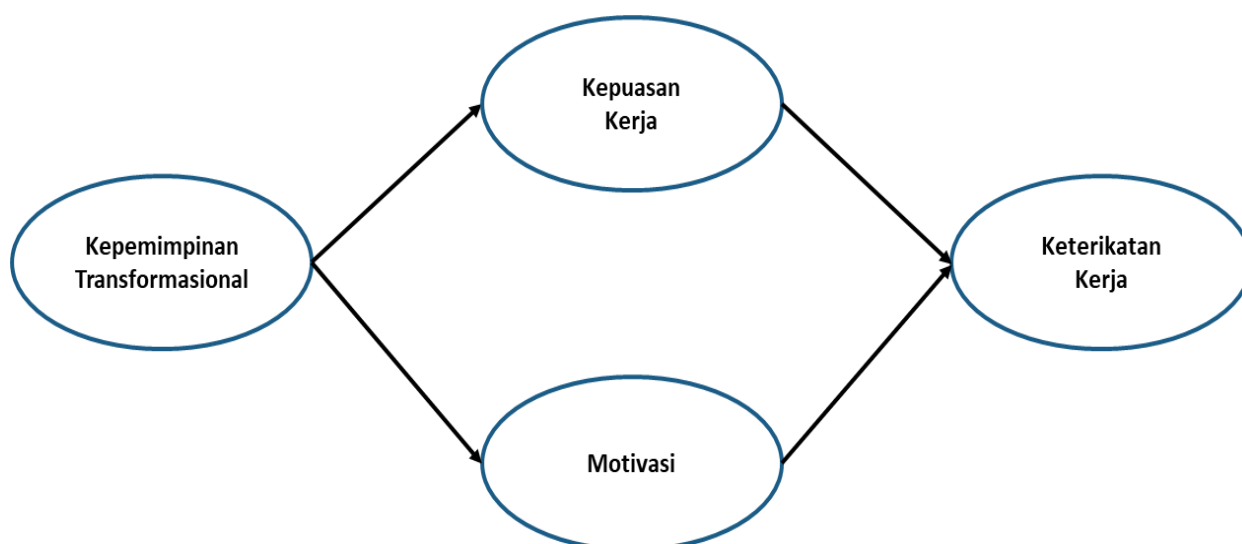 Kepuasan
Kerja
Kepemimpinan
Transformasional
Keterikatan
Kerja
Motivasi